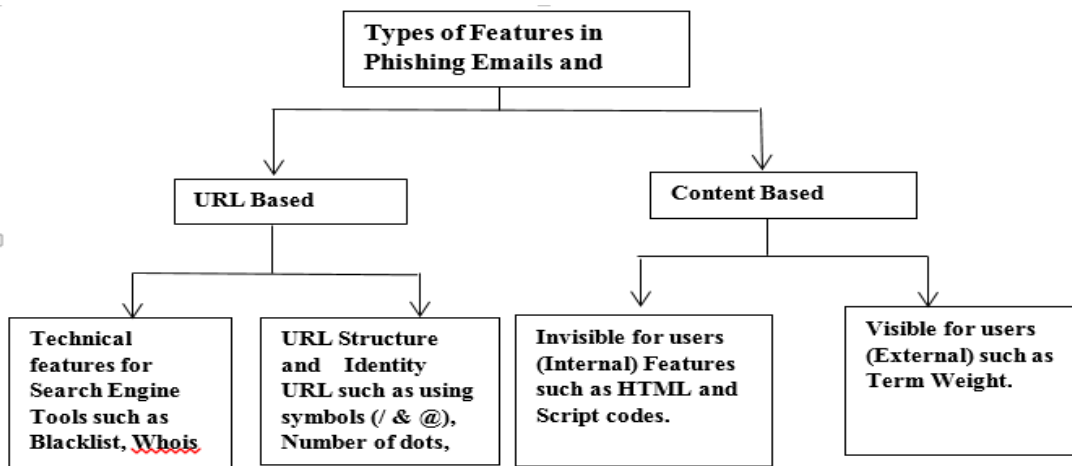 Types of Features in
Phishing Emails and
URL Based
Content Based
Technical
features for
Search Engine
Tools such as
Blacklist, Whois
URL Structure
and Identity
URL such as using
symbols (/ & @),
Number of dots,
Invisible for users
(Internal) Features
such as HTML and
Script codes.
Visible for users
(External) such as
Term Weight.